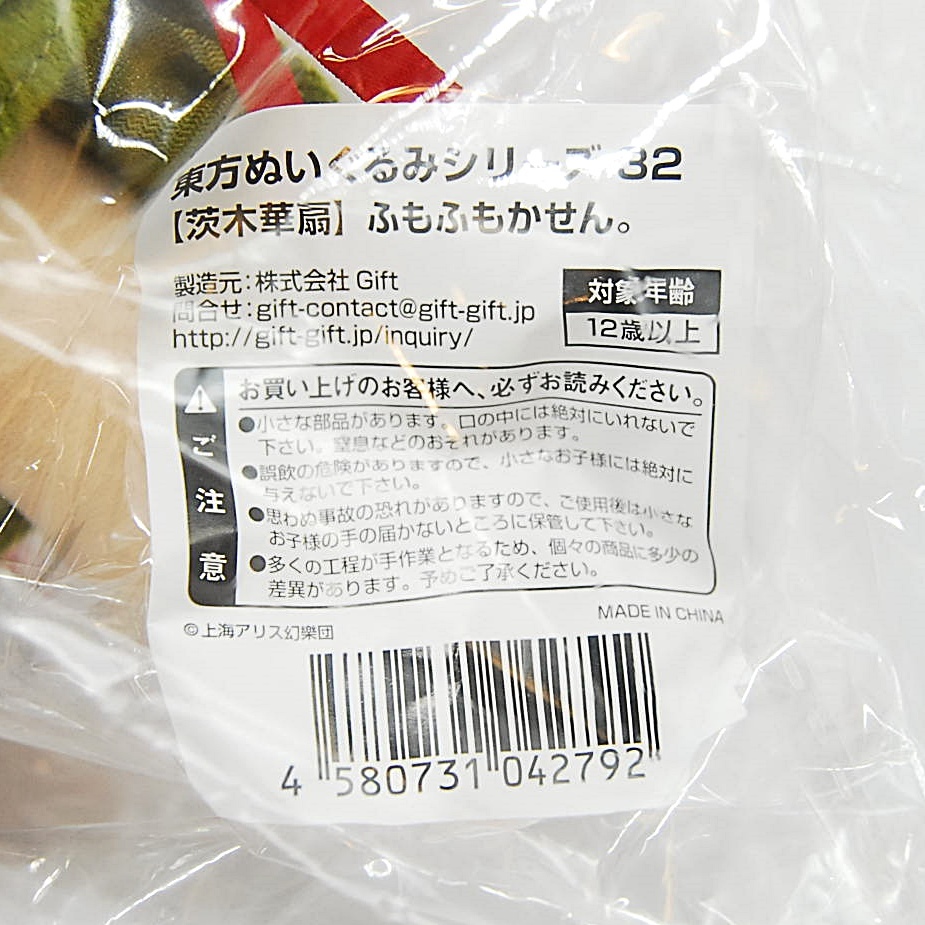 東方ぬいぐるみシリーズ 32
【茨木華扇】ふもふもかせん。
製造元：株式会社 Gift
問合せ：gift-contact@gift-gift.jp
http://gift-gift.jp/inquiry/
対象年齢
12歳以上
ご注意
お買い上げのお客様へ、必ずお読みください。
●小さな部品があります。口の中には絶対にいれないで
下さい。窒息などのおそれがあります。
●誤飲の危険がありますので、小さなお子様には絶対に
与えないで下さい。
●思わぬ事故の恐れがありますので、ご使用後は小さな
お子様の手の届かないところに保管して下さい。
●多くの工程が手作業となるため、個々の商品に多少の
差異があります。予めご了承ください。
MADE IN CHINA
©上海アリス幻樂団
4 580731 042792